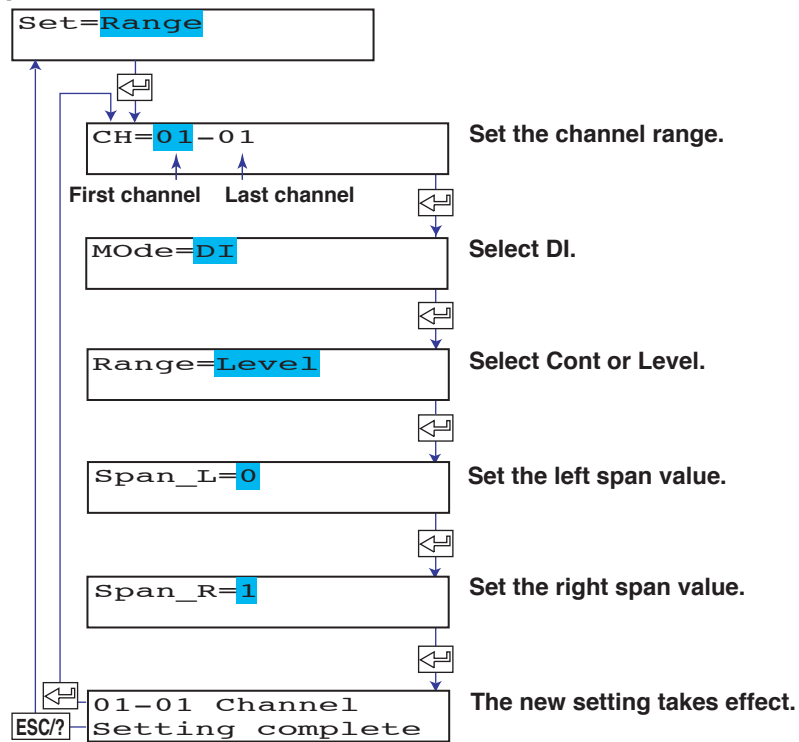 Set=Range
CH=01-01
Set the channel range.
First channel Last channel
MOde=DI
Select DI.
Range=Level
Select Cont or Level.
Span_L=0
Set the left span value.
Span_R=1
Set the right span value.
01-01 Channel
The new setting takes effect.
ESC/?
Setting complete